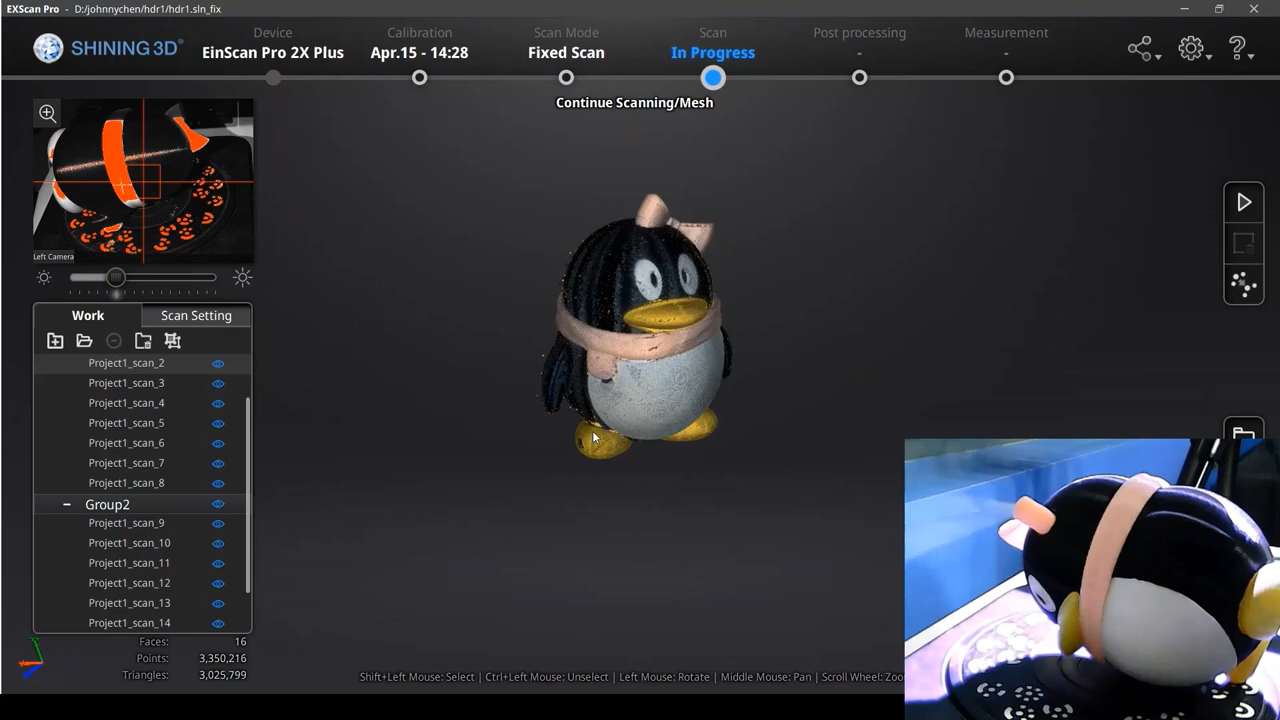 EXScan Pro - D:/johnnychen/hdr1/hdr1.sln_fix
SHINING 3D®
Device
EinScan Pro 2X Plus
Calibration
Apr.15 - 14:28
Scan Mode
Fixed Scan
Scan
In Progress
Post processing
-
Measurement
-
Continue Scanning/Mesh
Left Camera
Work
Scan Setting
Project1_scan_2
Project1_scan_3
Project1_scan_4
Project1_scan_5
Project1_scan_6
Project1_scan_7
Project1_scan_8
Group2
Project1_scan_9
Project1_scan_10
Project1_scan_11
Project1_scan_12
Project1_scan_13
Project1_scan_14
Faces: 16
Points: 3,350,216
Triangles: 3,025,799
Shift+Left Mouse: Select | Ctrl+Left Mouse: Unselect | Left Mouse: Rotate | Middle Mouse: Pan | Scroll Wheel: Zoo